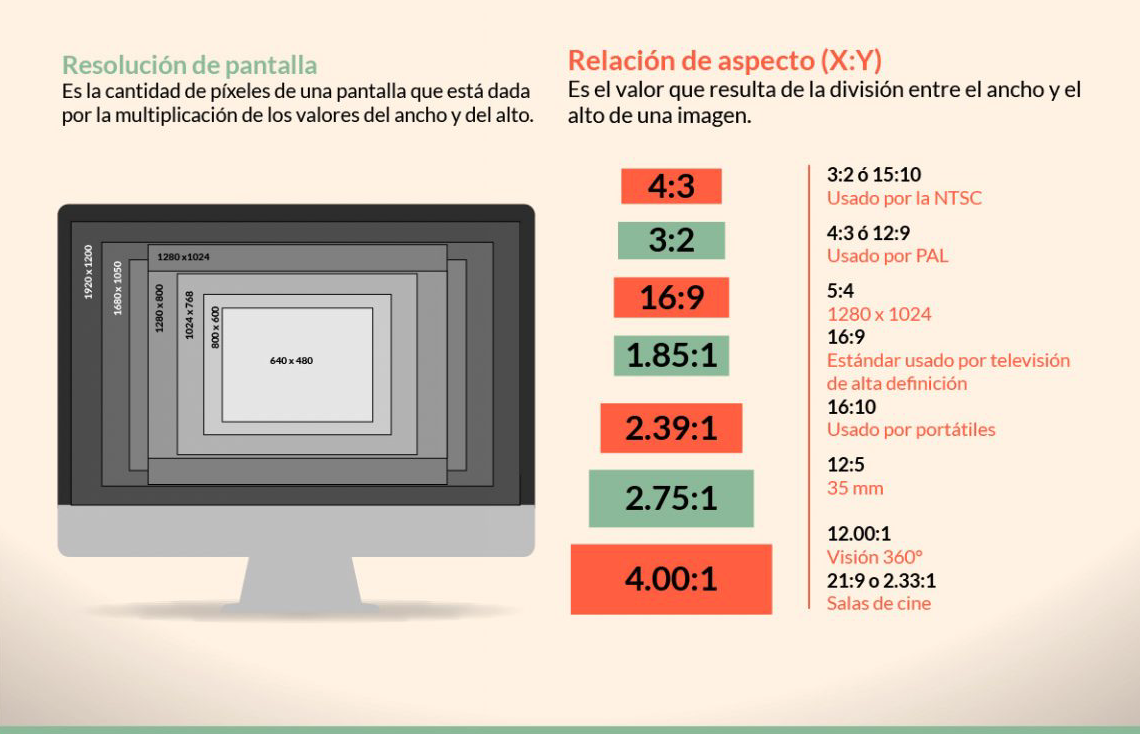 Resolución de pantalla
Es la cantidad de píxeles de una pantalla que está dada
por la multiplicación de los valores del ancho y del alto.
1920 x 1200
1680 x 1050
1280 x1024
1280 x 800
1024 x 768
800 x 600
640 x 480
Relación de aspecto (X:Y)
Es el valor que resulta de la división entre el ancho y el
alto de una imagen.
4:3
3:2
16:9
1.85:1
2.39:1
2.75:1
4.00:1
3:2 ó 15:10
Usado por la NTSC
4:3 ó 12:9
Usado por PAL
5:4
1280 x 1024
16:9
Estándar usado por televisión
de alta definición
16:10
Usado por portátiles
12:5
35 mm
12.00:1
Visión 360º
21:9 o 2.33:1
Salas de cine